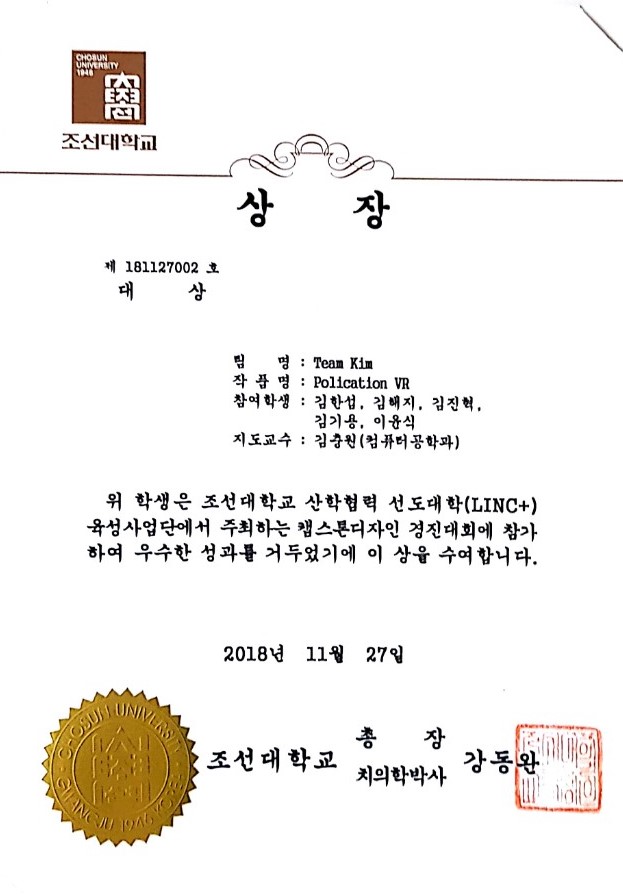 CHOSUN
UNIVERSITY
1946
조선대학교
상 장
제 181127002 호
대 상
팀 명 : Team Kim
작 품 명 : Polication VR
참여학생 : 김한섭, 김해지, 김진혁,
김기용, 이윤식
지도교수 : 김충원(컴퓨터공학과)
위 학생은 조선대학교 산학협력 선도대학(LINC+)
육성사업단에서 주최하는 캡스톤디자인 경진대회에 참가
하여 우수한 성과를 거두었기에 이 상을 수여합니다.
2018년 11월 27일
CHOSUN UNIVERSITY
GWANGJU 1946 KOREA
조선대학교 총 장 강동완
치의학박사